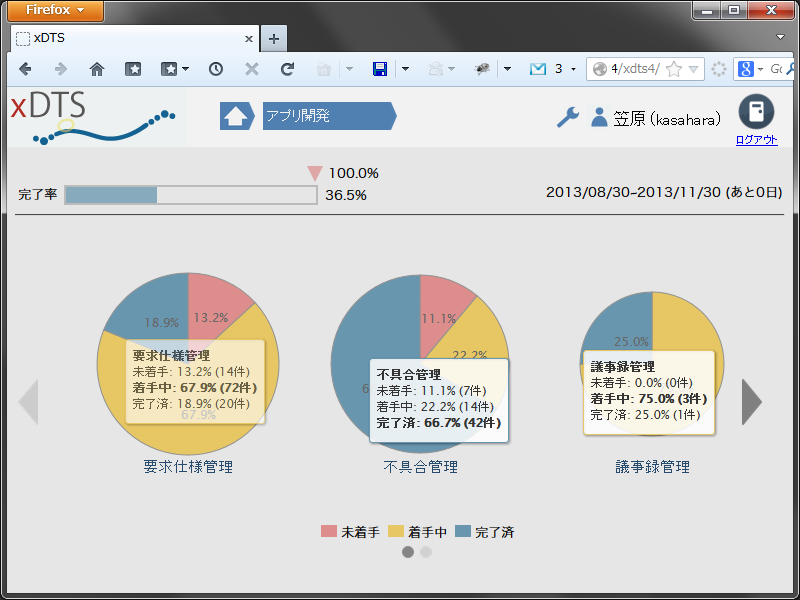 Firefox
xDTS
3
4/xdts4/
xDTS
アプリ開発
笠原 (kasahara)
ログアウト
100.0%
完了率
36.5%
2013/08/30~2013/11/30 (あと0日)
13.2%
18.9%
67.9%
要求仕様管理
未着手: 13.2% (14件)
着手中: 67.9% (72件)
完了済: 18.9% (20件)
要求仕様管理
11.1%
22.2%
不具合管理
未着手: 11.1% (7件)
着手中: 22.2% (14件)
完了済: 66.7% (42件)
不具合管理
25.0%
議事録管理
未着手: 0.0% (0件)
着手中: 75.0% (3件)
完了済: 25.0% (1件)
議事録管理
未着手 着手中 完了済